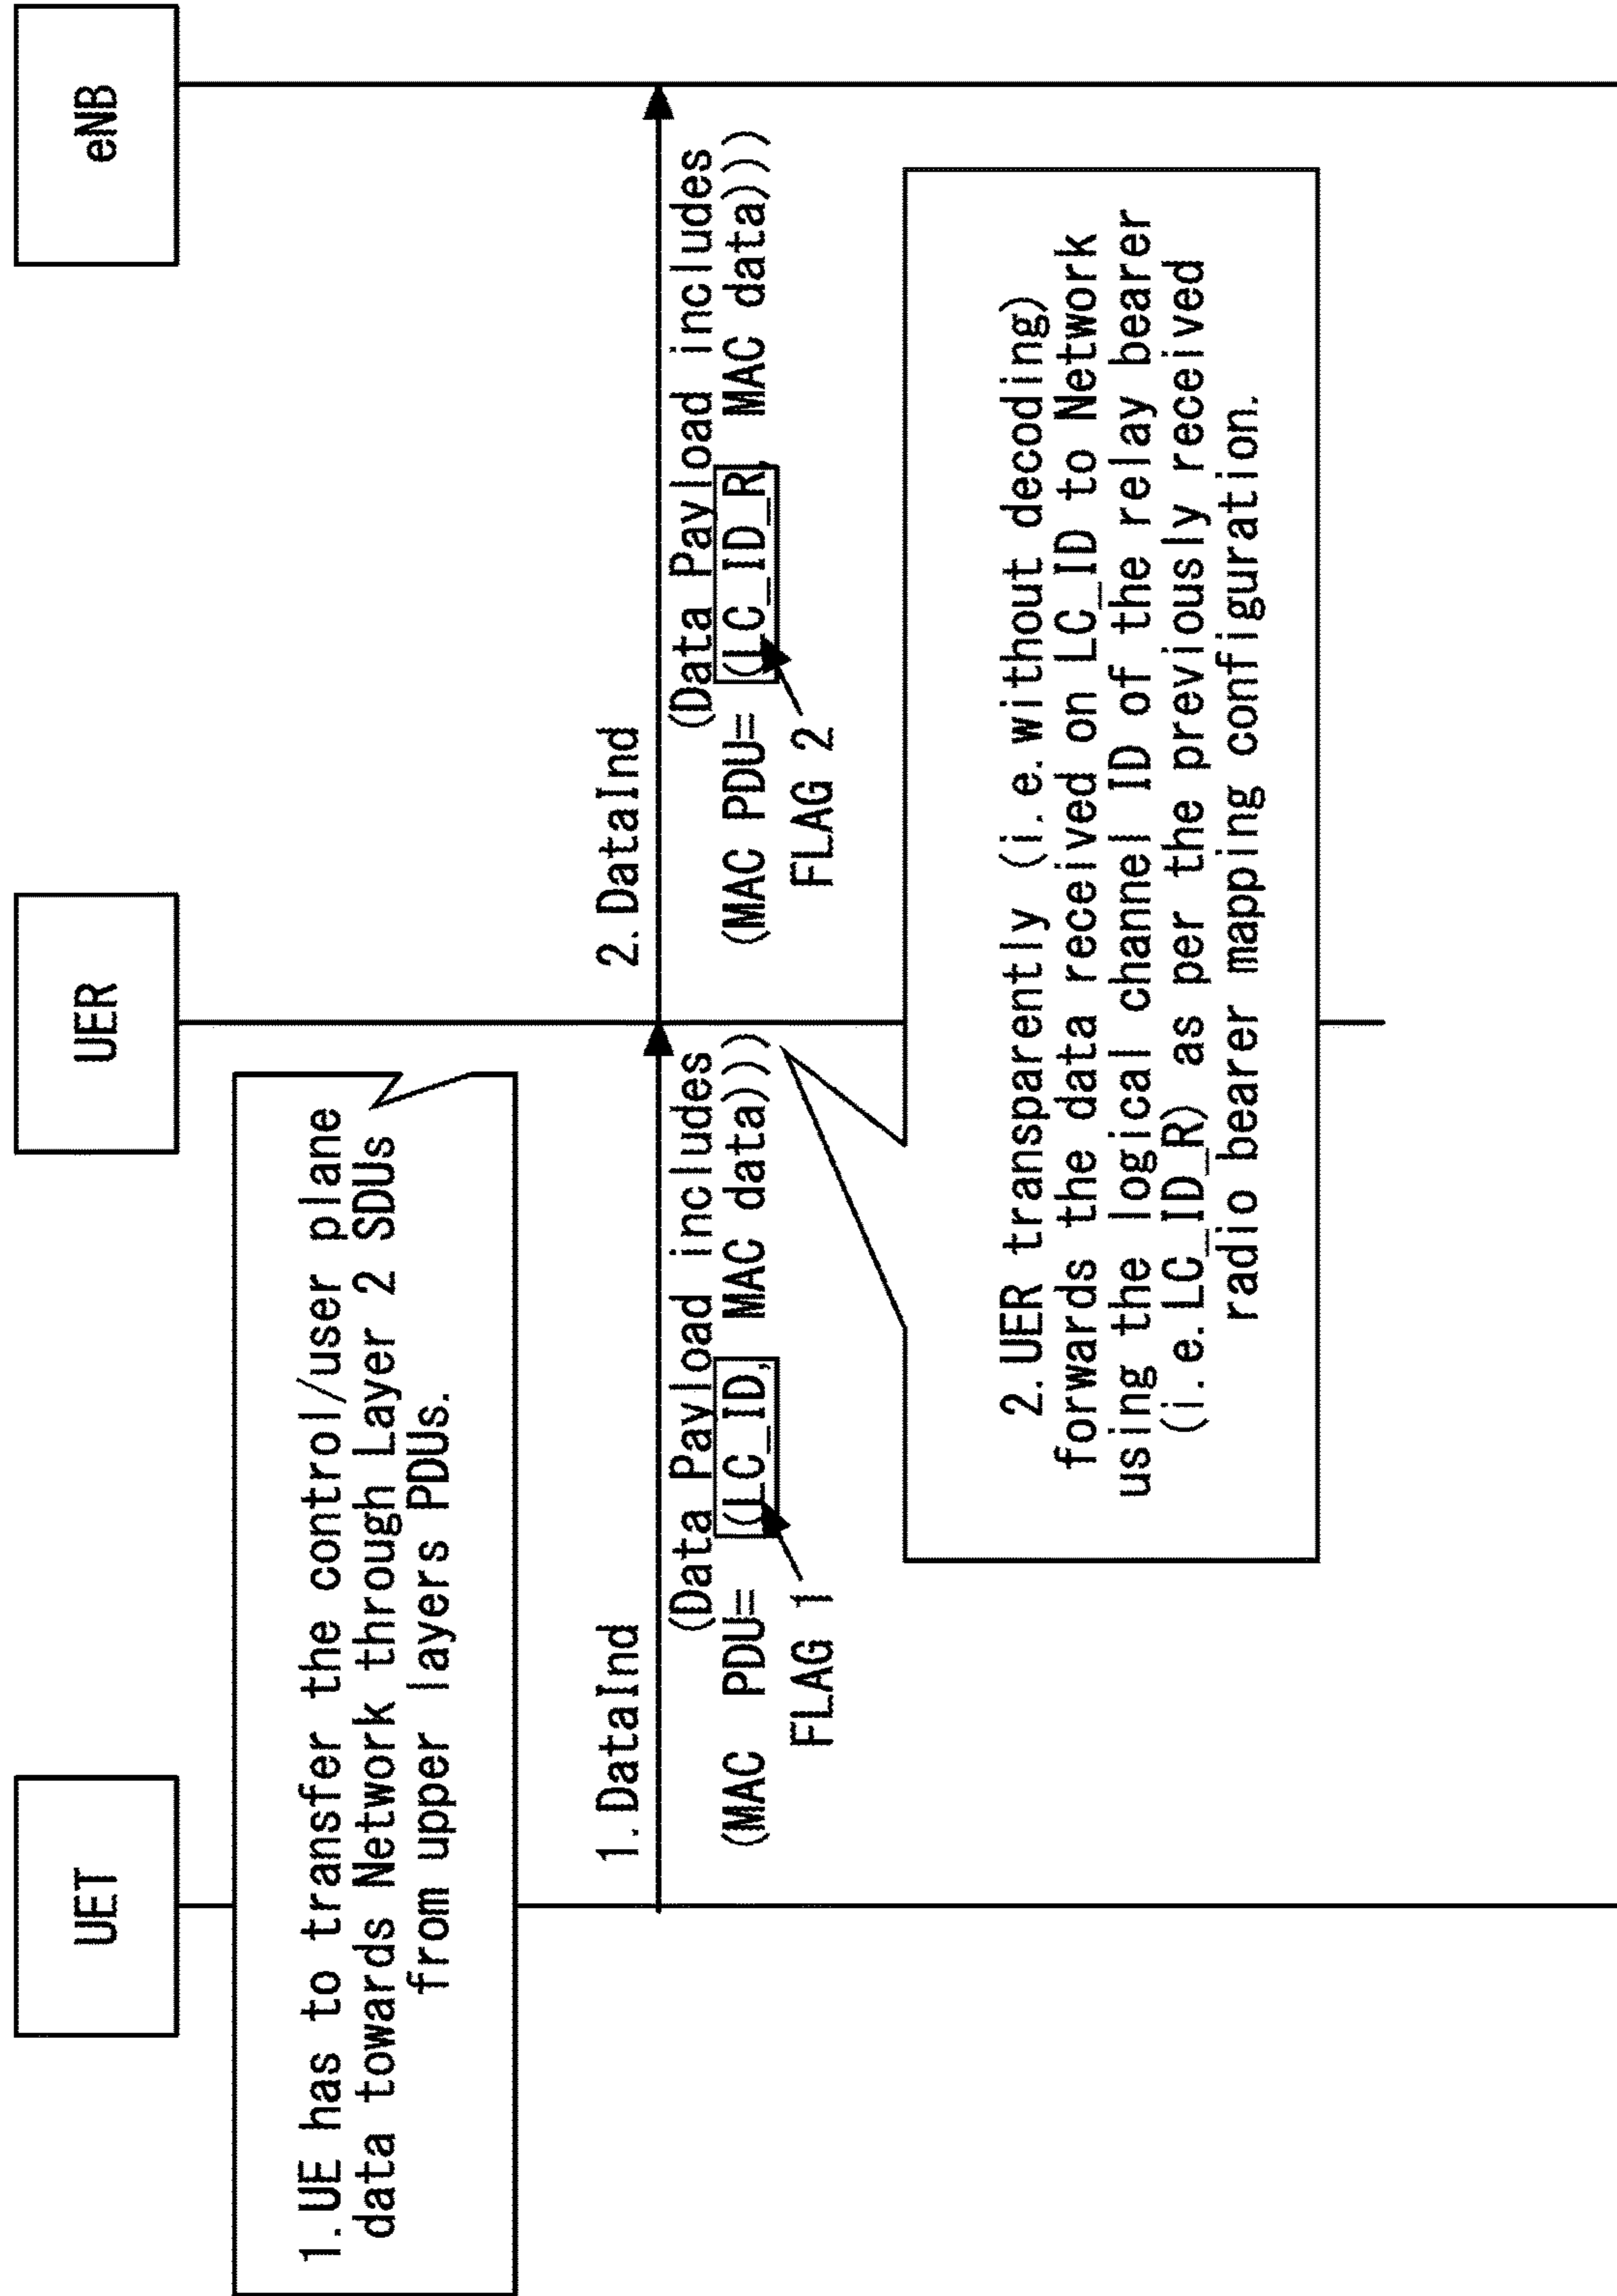 UET
UER
eNB
1.UE has to transfer the control/user plane
data towards Network through Layer 2 SDUs
from upper layers PDUs.
1.DataInd
(Data Payload includes
(MAC PDU= (LC_ID, MAC data)))
FLAG 1
2.DataInd
(Data Payload includes
(MAC PDU= (LC_ID_R, MAC data)))
FLAG 2
2.UER transparently (i.e.without decoding)
forwards the data received on LC_ID to Network
using the logical channel ID of the relay bearer
(i.e.LC_ID_R) as per the previously received
radio bearer mapping configuration.